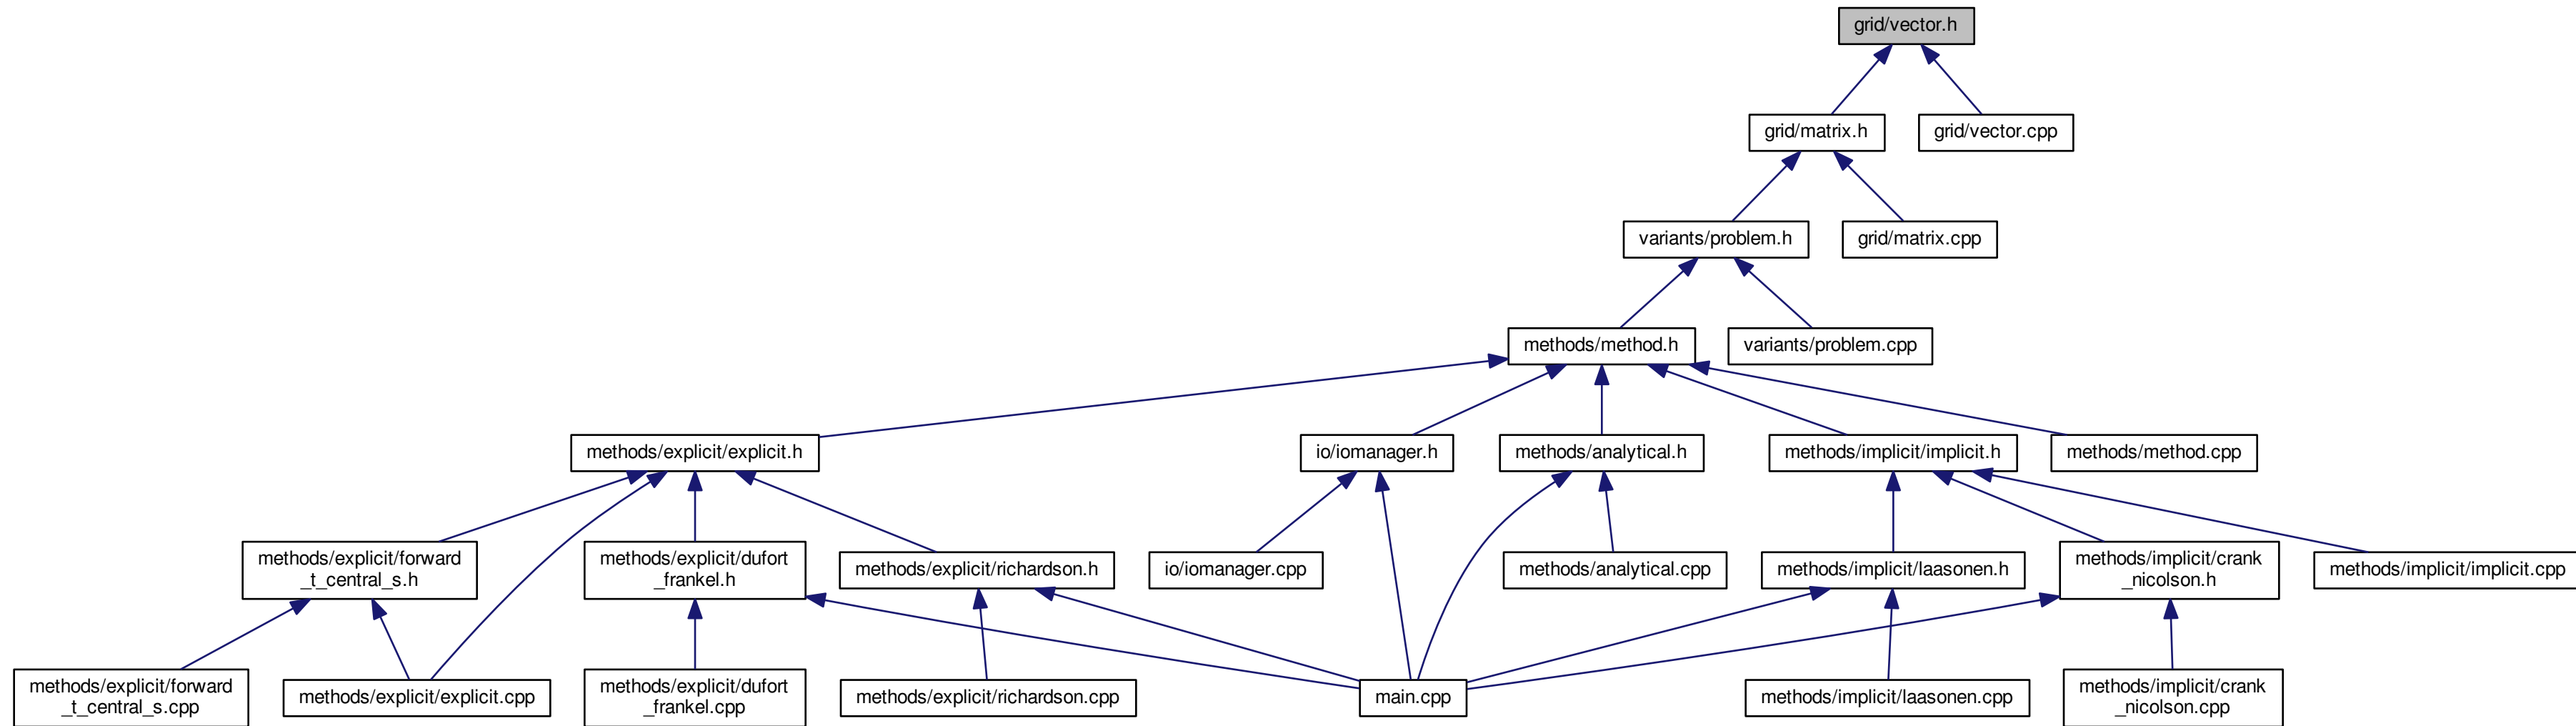 grid/vector.h
grid/matrix.h
grid/vector.cpp
variants/problem.h
grid/matrix.cpp
methods/method.h
variants/problem.cpp
methods/explicit/explicit.h
io/iomanager.h
methods/analytical.h
methods/implicit/implicit.h
methods/method.cpp
methods/explicit/forward
_t_central_s.h
methods/explicit/dufort
_frankel.h
methods/explicit/richardson.h
io/iomanager.cpp
methods/analytical.cpp
methods/implicit/laasonen.h
methods/implicit/crank
_nicolson.h
methods/implicit/implicit.cpp
methods/explicit/forward
_t_central_s.cpp
methods/explicit/explicit.cpp
methods/explicit/dufort
_frankel.cpp
methods/explicit/richardson.cpp
main.cpp
methods/implicit/laasonen.cpp
methods/implicit/crank
_nicolson.cpp